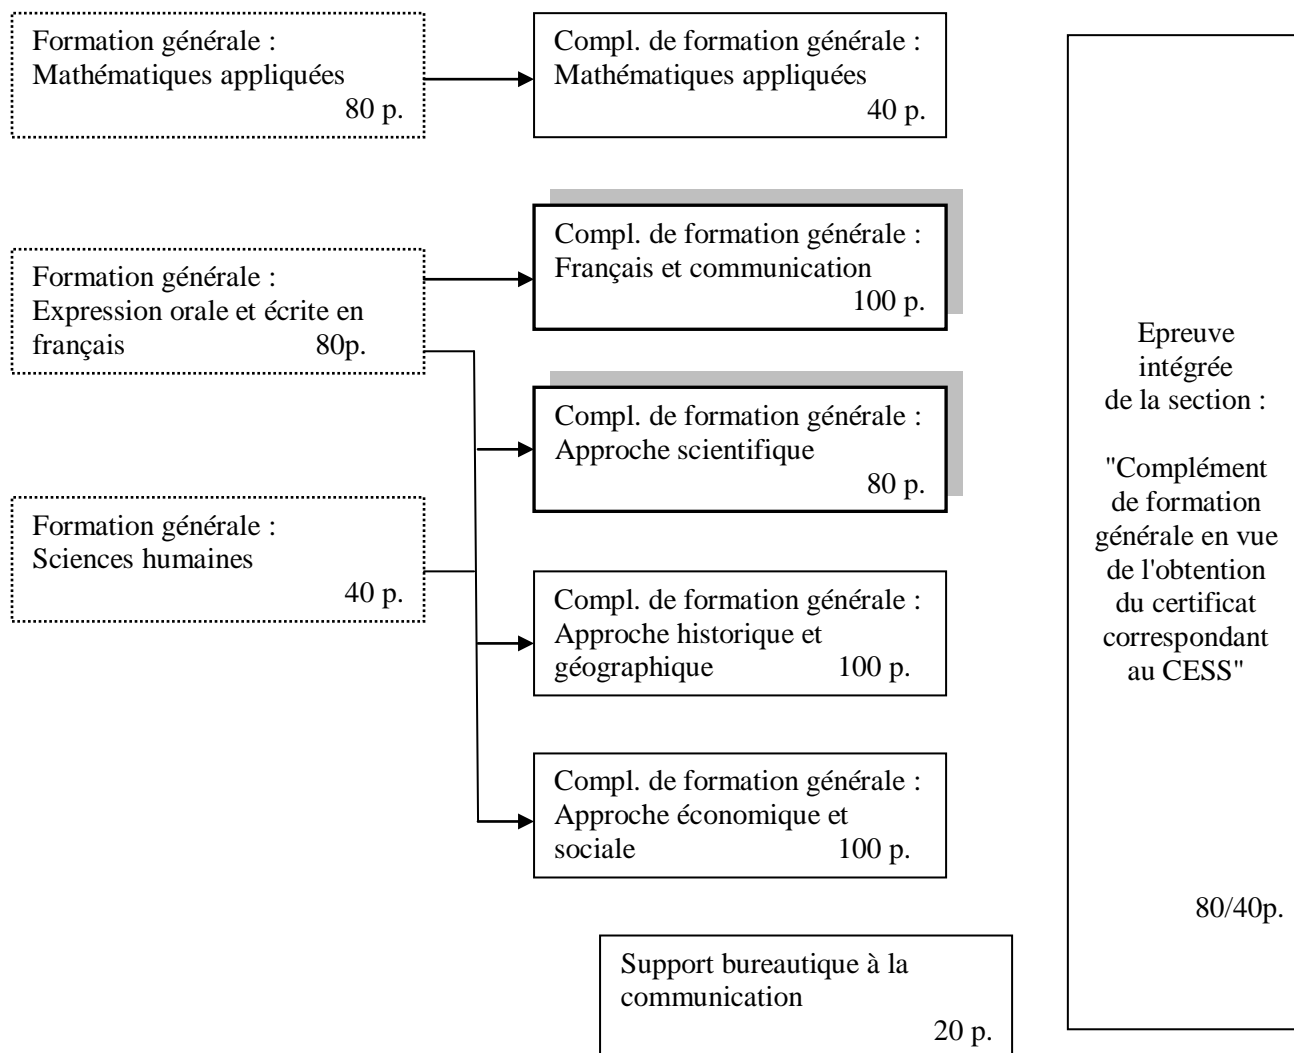 Formation générale :
Mathématiques appliquées
80 p.
Compl. de formation générale :
Mathématiques appliquées
40 p.
Formation générale :
Expression orale et écrite en
français 80p.
Compl. de formation générale :
Français et communication
100 p.
Compl. de formation générale :
Approche scientifique
80 p.
Formation générale :
Sciences humaines
40 p.
Compl. de formation générale :
Approche historique et
géographique 100 p.
Compl. de formation générale :
Approche économique et
sociale 100 p.
Support bureautique à la
communication
20 p.
Epreuve
intégrée
de la section :
"Complément
de formation
générale en vue
de l'obtention
du certificat
correspondant
au CESS"
80/40p.